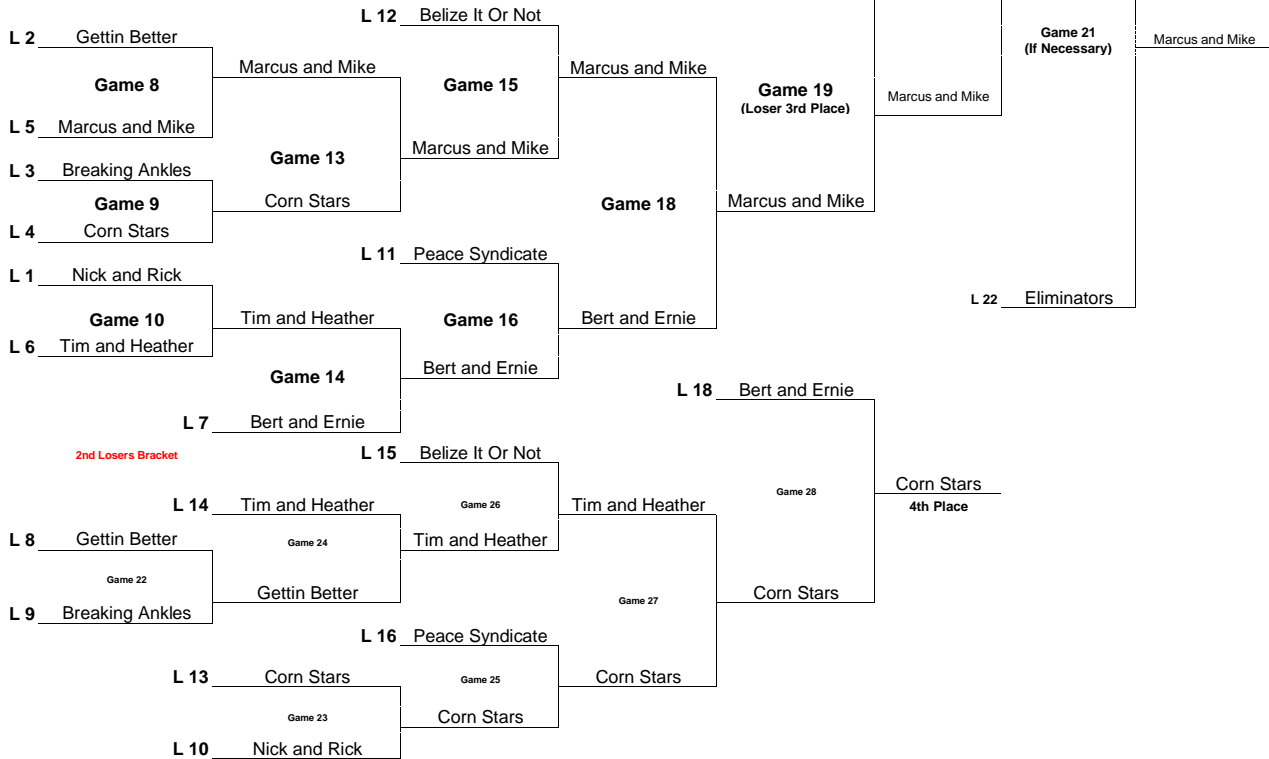 L 12 Belize It Or Not
L 2 Gettin Better
Game 21
(If Necessary)
Marcus and Mike
Marcus and Mike
Marcus and Mike
Game 8
Game 15
Game 19
(Loser 3rd Place)
Marcus and Mike
L 5 Marcus and Mike
Marcus and Mike
Game 13
L 3 Breaking Ankles
Game 9
Corn Stars
Game 18
Marcus and Mike
L 4 Corn Stars
L 11 Peace Syndicate
L 1 Nick and Rick
L 22 Eliminators
Game 10
Tim and Heather
Game 16
Bert and Ernie
L 6 Tim and Heather
Game 14
Bert and Ernie
L 18 Bert and Ernie
L 7 Bert and Ernie
2nd Losers Bracket
L 15 Belize It Or Not
Game 28
Corn Stars
4th Place
L 14 Tim and Heather
Game 26
Tim and Heather
L 8 Gettin Better
Game 24
Tim and Heather
Game 22
Gettin Better
Game 27
Corn Stars
L 9 Breaking Ankles
L 16 Peace Syndicate
L 13 Corn Stars
Game 25
Corn Stars
Game 23
Corn Stars
L 10 Nick and Rick